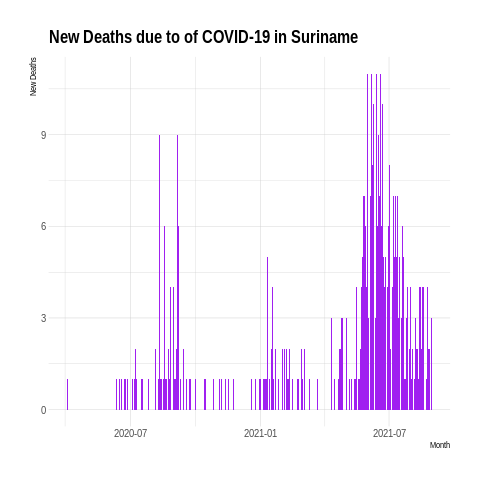 New Deaths due to of COVID-19 in Suriname
New Deaths
9
6
3
0
2020-07
2021-01
2021-07
Month